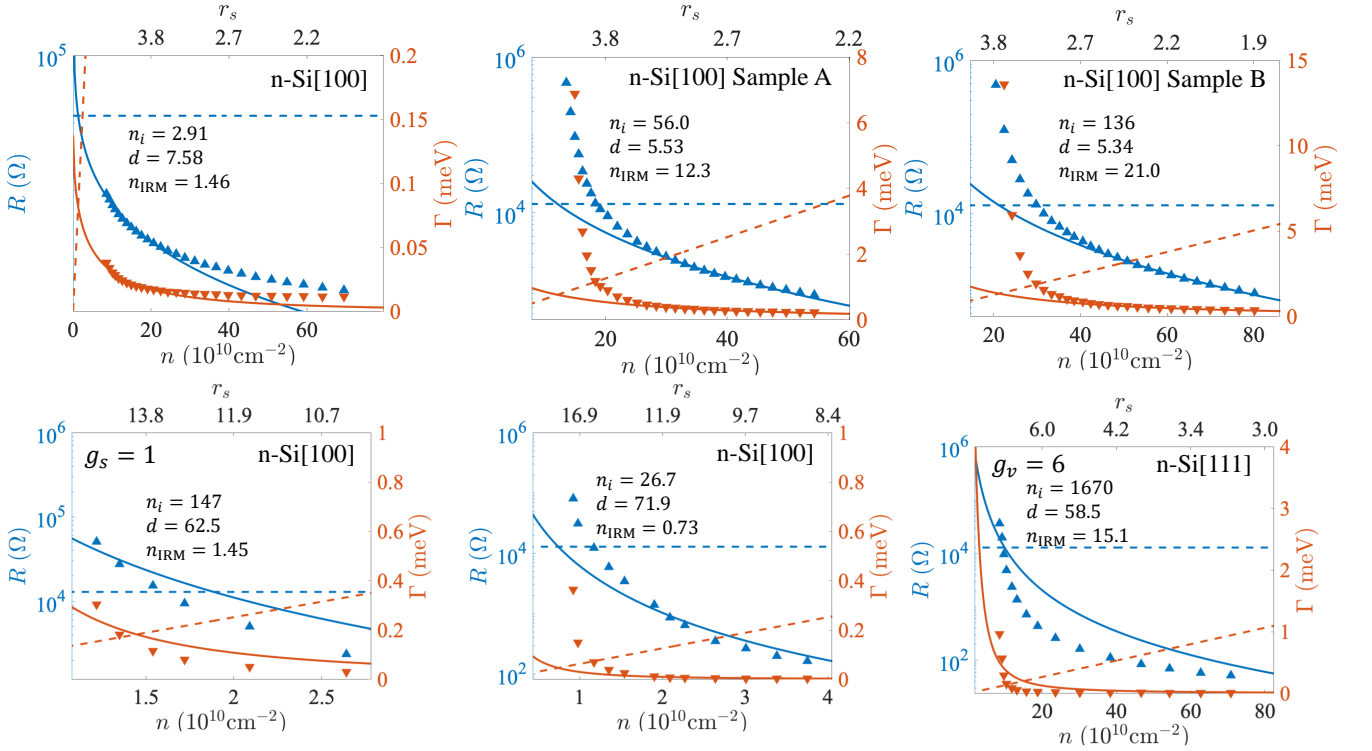 r_s
3.8 2.7 2.2
10^5
0.2
n-Si[100]
n_i = 2.91
d = 7.58
n_IRM = 1.46
0.15
0.1
0.05
0
R (Ω)
Γ (meV)
0 20 40 60
n (10^10 cm^−2)
r_s
3.8 2.7 2.2
10^6
8
n-Si[100] Sample A
n_i = 56.0
d = 5.53
n_IRM = 12.3
6
4
2
0
10^4
R (Ω)
Γ (meV)
20 40 60
n (10^10 cm^−2)
r_s
3.8 2.7 2.2 1.9
10^6
15
n-Si[100] Sample B
n_i = 136
d = 5.34
n_IRM = 21.0
10
5
0
10^4
R (Ω)
Γ (meV)
20 40 60 80
n (10^10 cm^−2)
r_s
13.8 11.9 10.7
10^6
1
g_s = 1 n-Si[100]
n_i = 147
d = 62.5
n_IRM = 1.45
0.8
0.6
0.4
0.2
0
10^5
10^4
R (Ω)
Γ (meV)
1.5 2 2.5
n (10^10 cm^−2)
r_s
16.9 11.9 9.7 8.4
10^6
1
n-Si[100]
n_i = 26.7
d = 71.9
n_IRM = 0.73
0.8
0.6
0.4
0.2
0
10^4
10^2
R (Ω)
Γ (meV)
1 2 3 4
n (10^10 cm^−2)
r_s
6.0 4.2 3.4 3.0
10^6
4
g_v = 6 n-Si[111]
n_i = 1670
d = 58.5
n_IRM = 15.1
3
2
1
0
10^4
10^2
R (Ω)
Γ (meV)
20 40 60 80
n (10^10 cm^−2)